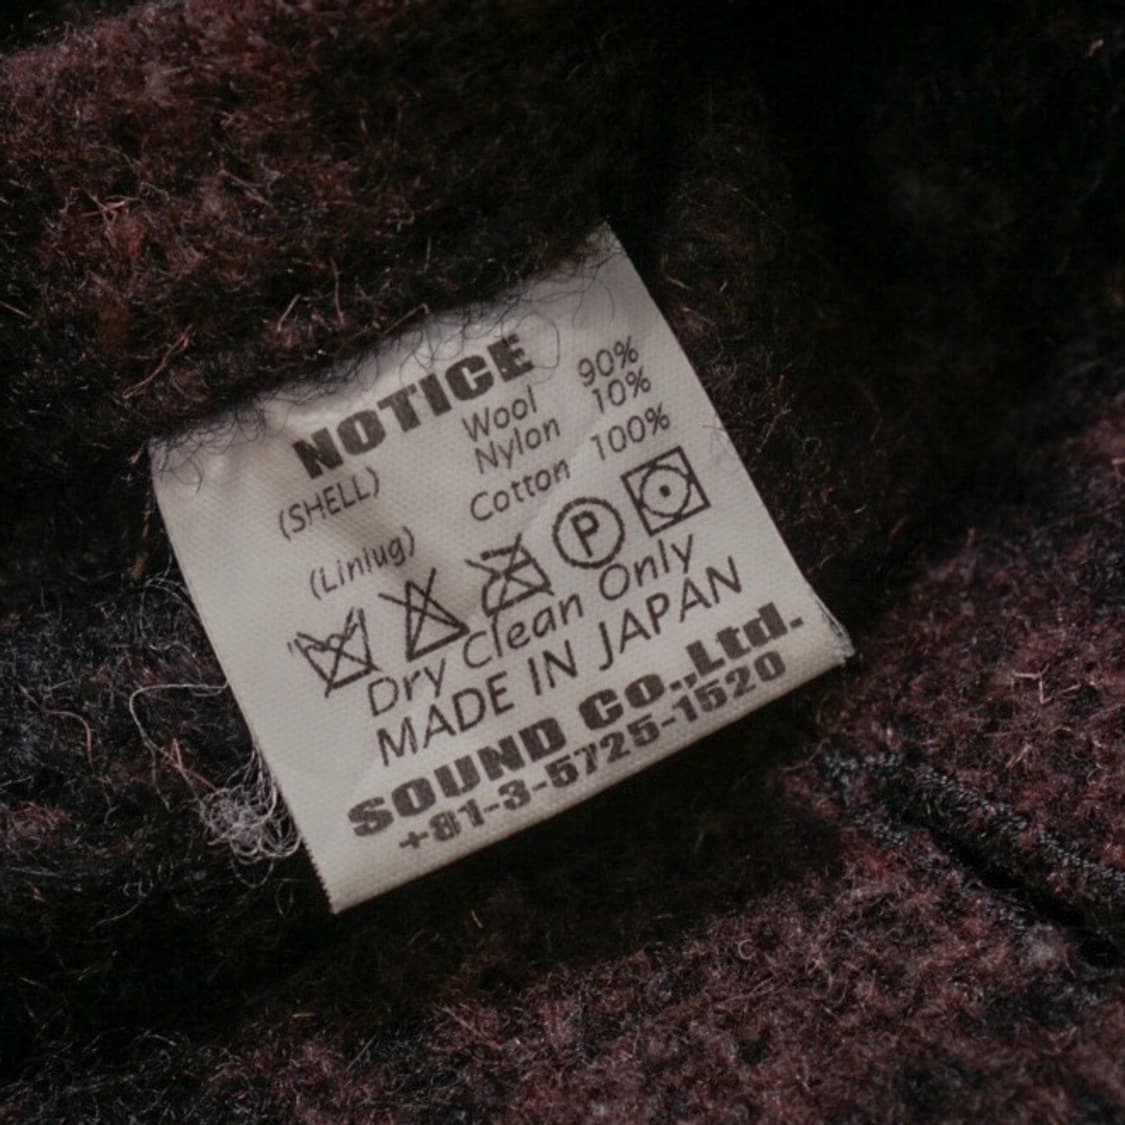 NOTICE
(SHELL) Wool 90%
Nylon 10%
(Liniug) Cotton 100%
P
Dry Clean Only
MADE IN JAPAN
SOUND CO.,Ltd.
+81-3-5725-1520